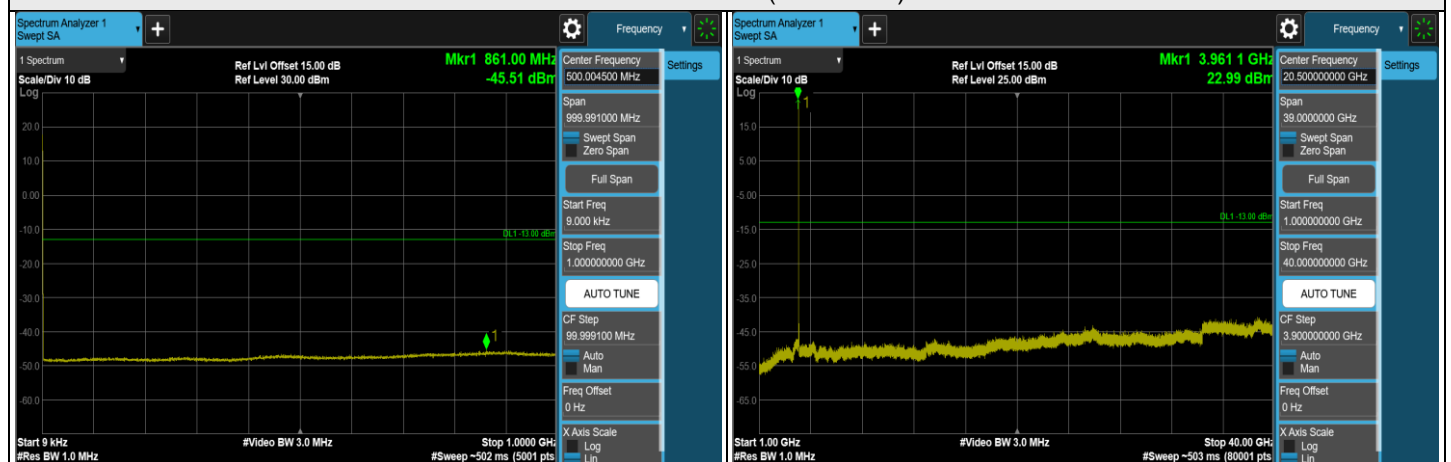 Spectrum Analyzer 1
Swept SA
+
Frequency
1 Spectrum
Scale/Div 10 dB
Log
Ref Lvl Offset 15.00 dB
Ref Level 30.00 dBm
Mkr1 861.00 MHz
-45.51 dBm
20.0
10.0
0.00
-10.0
-20.0
-30.0
-40.0
-50.0
-60.0
DL1 -13.00 dBm
1
Start 9 kHz
#Res BW 1.0 MHz
#Video BW 3.0 MHz
Stop 1.0000 GHz
#Sweep ~502 ms (5001 pts
Center Frequency
500.004500 MHz
Settings
Span
999.991000 MHz
Swept Span
Zero Span
Full Span
Start Freq
9.000 kHz
Stop Freq
1.000000000 GHz
AUTO TUNE
CF Step
99.999100 MHz
Auto
Man
Freq Offset
0 Hz
X Axis Scale
Log
Lin
Spectrum Analyzer 1
Swept SA
+
Frequency
1 Spectrum
Scale/Div 10 dB
Log
Ref Lvl Offset 15.00 dB
Ref Level 25.00 dBm
Mkr1 3.961 1 GHz
22.99 dBm
1
15.0
5.00
-5.00
-15.0
-25.0
-35.0
-45.0
-55.0
-65.0
DL1 -13.00 dBm
Start 1.00 GHz
#Res BW 1.0 MHz
#Video BW 3.0 MHz
Stop 40.00 GHz
#Sweep ~503 ms (80001 pts
Center Frequency
20.500000000 GHz
Settings
Span
39.0000000 GHz
Swept Span
Zero Span
Full Span
Start Freq
1.000000000 GHz
Stop Freq
40.000000000 GHz
AUTO TUNE
CF Step
3.900000000 GHz
Auto
Man
Freq Offset
0 Hz
X Axis Scale
Log
Lin